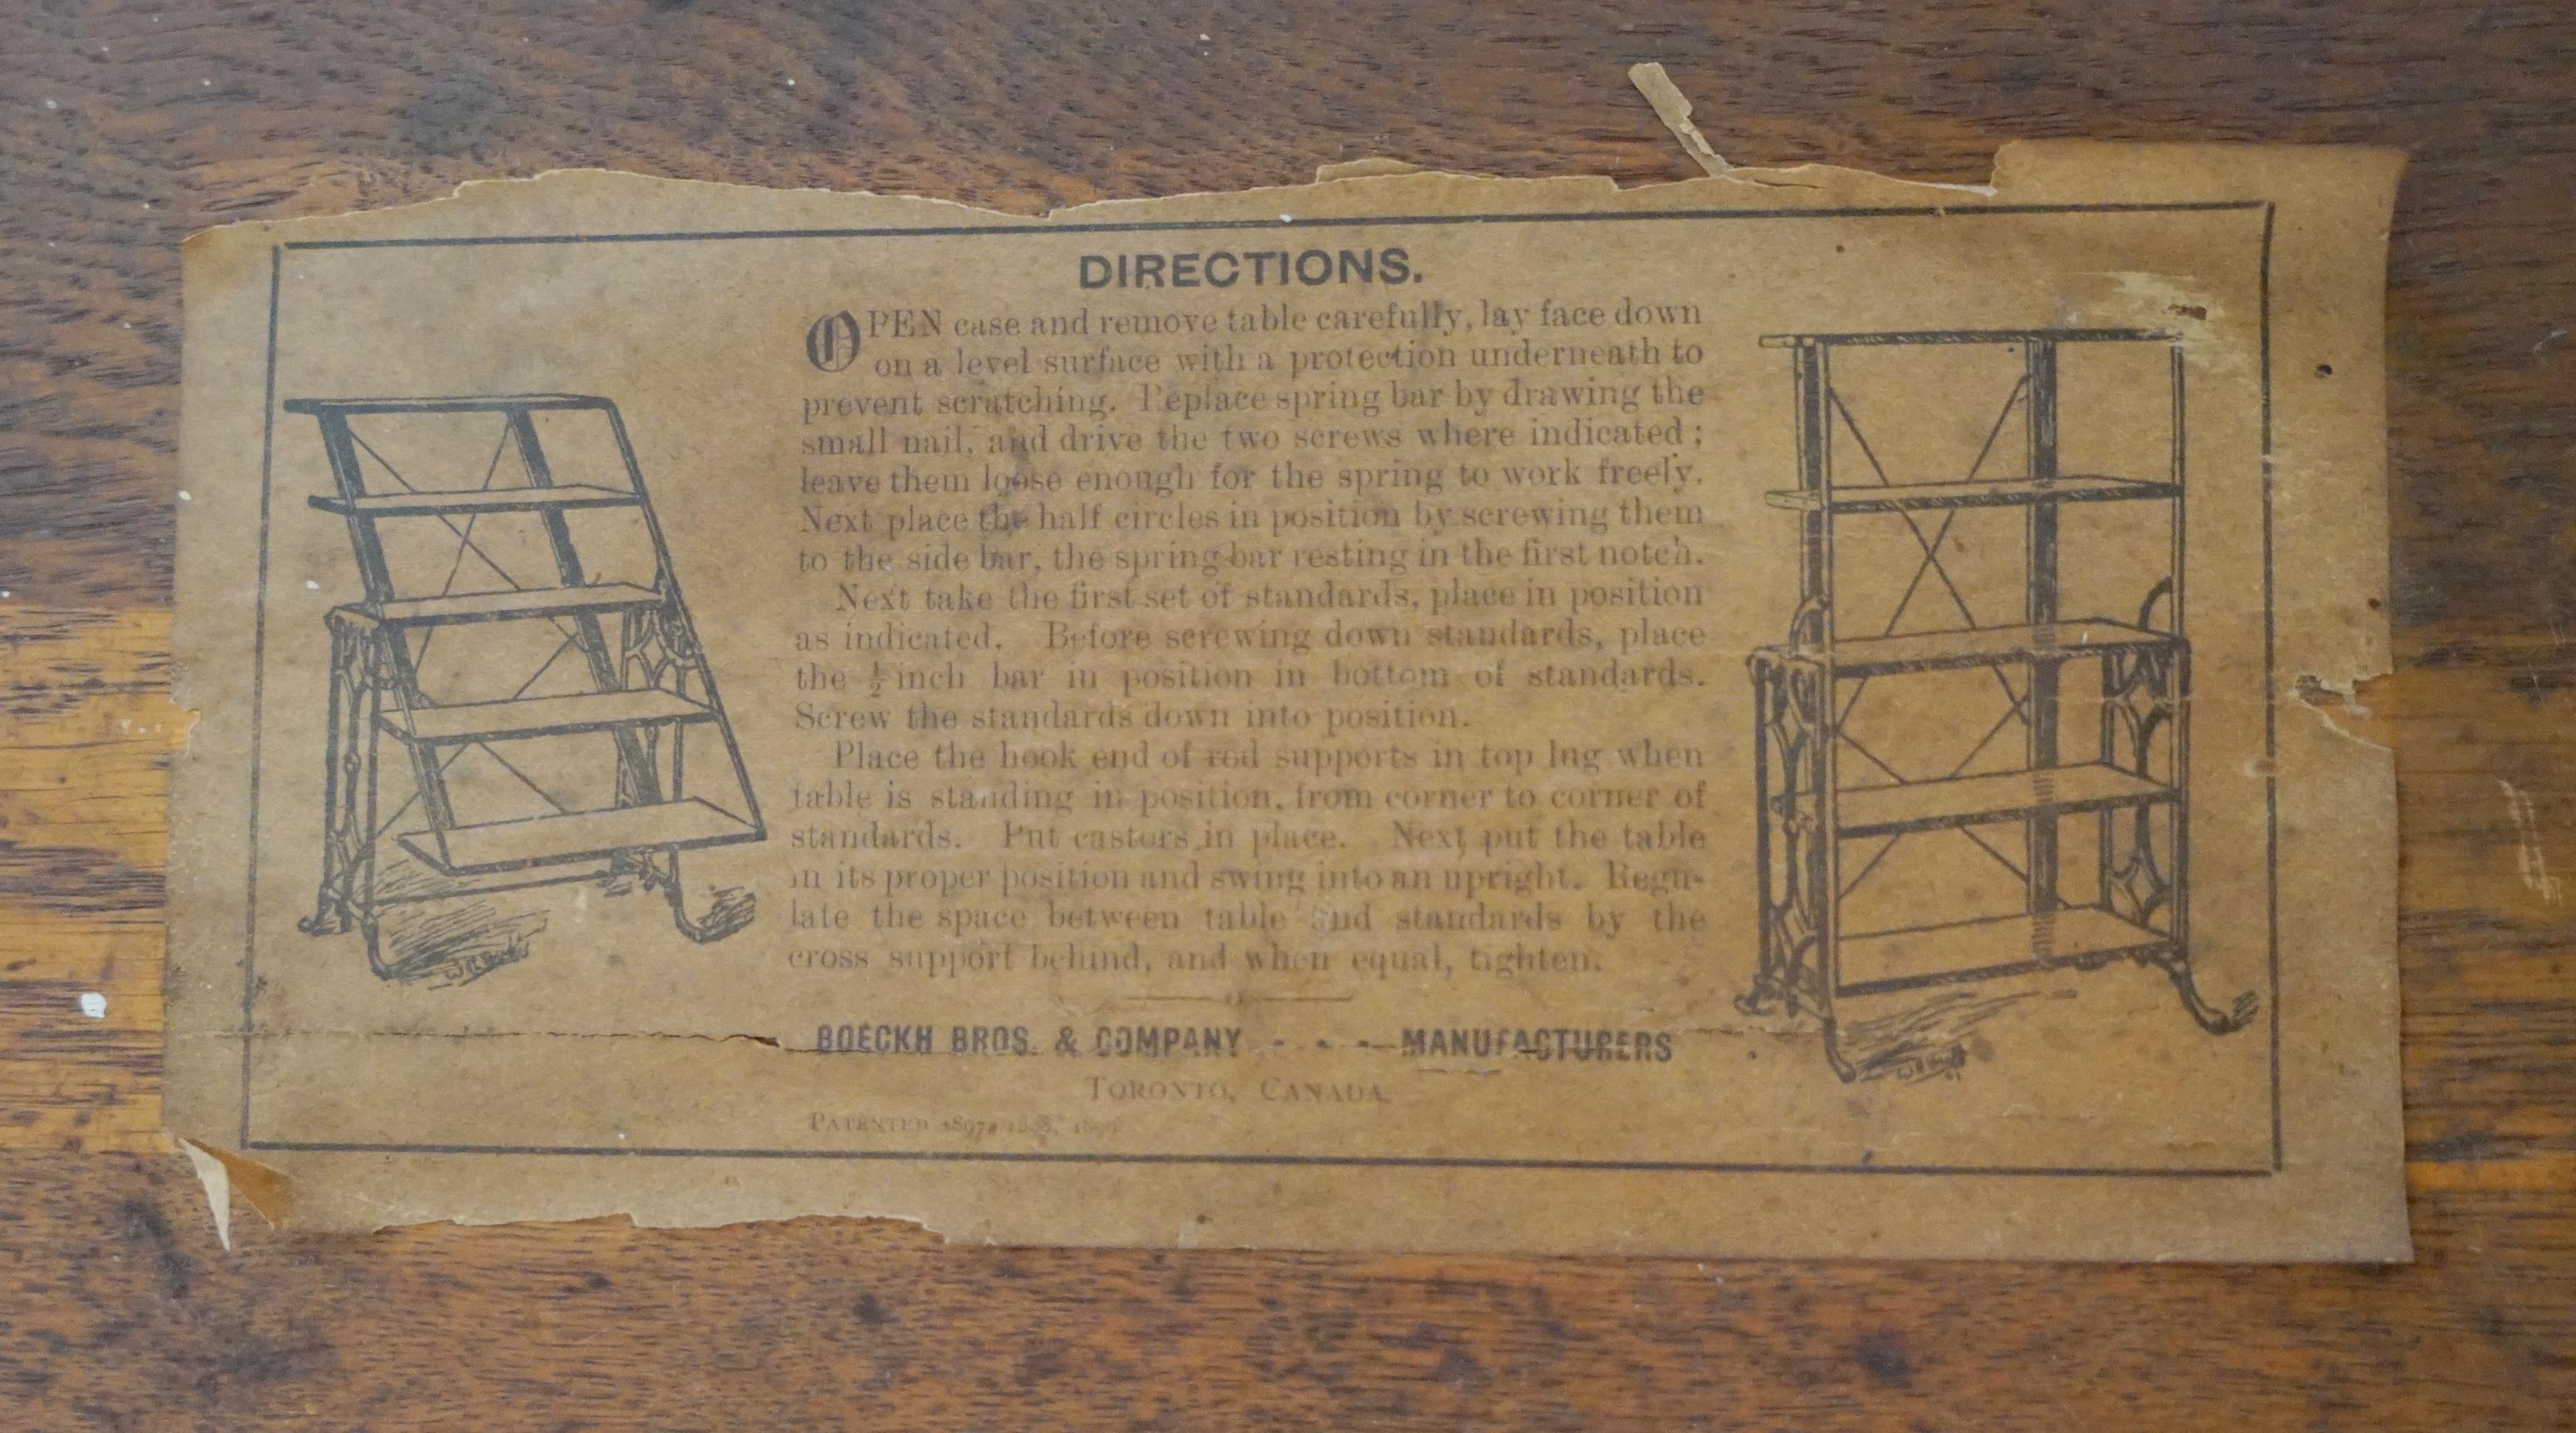 DIRECTIONS.
OPEN case and remove table carefully, lay face down
on a level surface with a protection underneath to
prevent scratching. Replace spring bar by drawing the
small nail, and drive the two screws where indicated ;
leave them loose enough for the spring to work freely.
Next place the half circles in position by screwing them
to the side bar, the spring bar resting in the first notch.
Next take the first set of standards, place in position
as indicated. Before screwing down standards, place
the ½ inch bar in position in bottom of standards.
Screw the standards down into position.
Place the hook end of rod supports in top lug when
table is standing in position, from corner to corner of
standards. Put castors in place. Next put the table
in its proper position and swing into an upright. Regu-
late the space between table and standards by the
cross support behind, and when equal, tighten.
BOECKH BROS. & COMPANY - - - MANUFACTURERS
TORONTO, CANADA.
PATENTED 1897, 1898, 1899